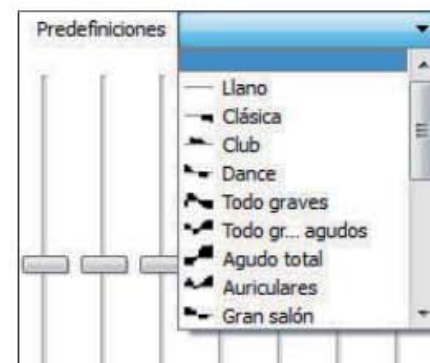 Predefiniciones
Llano
Clásica
Club
Dance
Todo graves
Todo gr... agudos
Agudo total
Auriculares
Gran salón